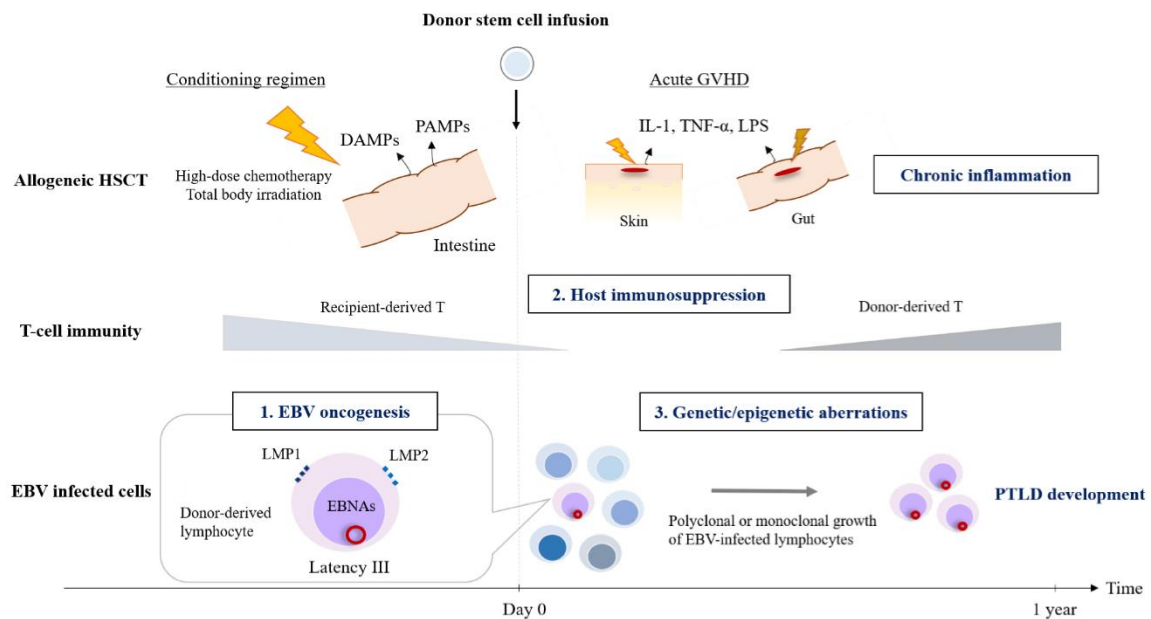 Donor stem cell infusion
Conditioning regimen
Acute GVHD
DAMPs
PAMPs
IL-1, TNF-α, LPS
Allogeneic HSCT
High-dose chemotherapy
Total body irradiation
Chronic inflammation
Intestine
Skin
Gut
2. Host immunosuppression
Recipient-derived T
Donor-derived T
T-cell immunity
1. EBV oncogenesis
3. Genetic/epigenetic aberrations
LMP1
LMP2
EBV infected cells
EBNAs
Donor-derived
lymphocyte
Latency III
Polyclonal or monoclonal growth
of EBV-infected lymphocytes
PTLD development
Time
Day 0
1 year